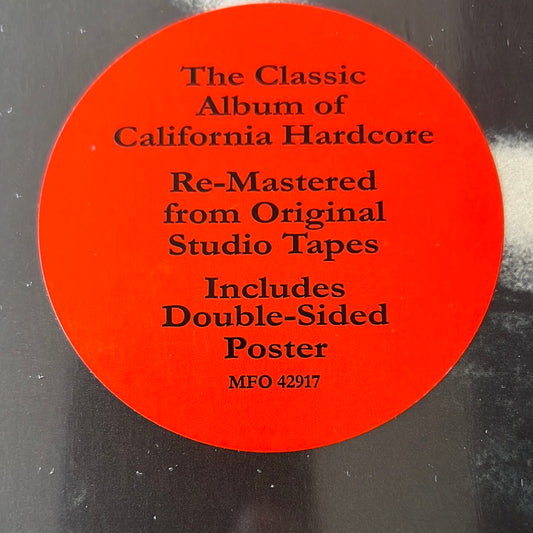 The Classic
Album of
California Hardcore
Re-Mastered
from Original
Studio Tapes
Includes
Double-Sided
Poster
MFO 42917